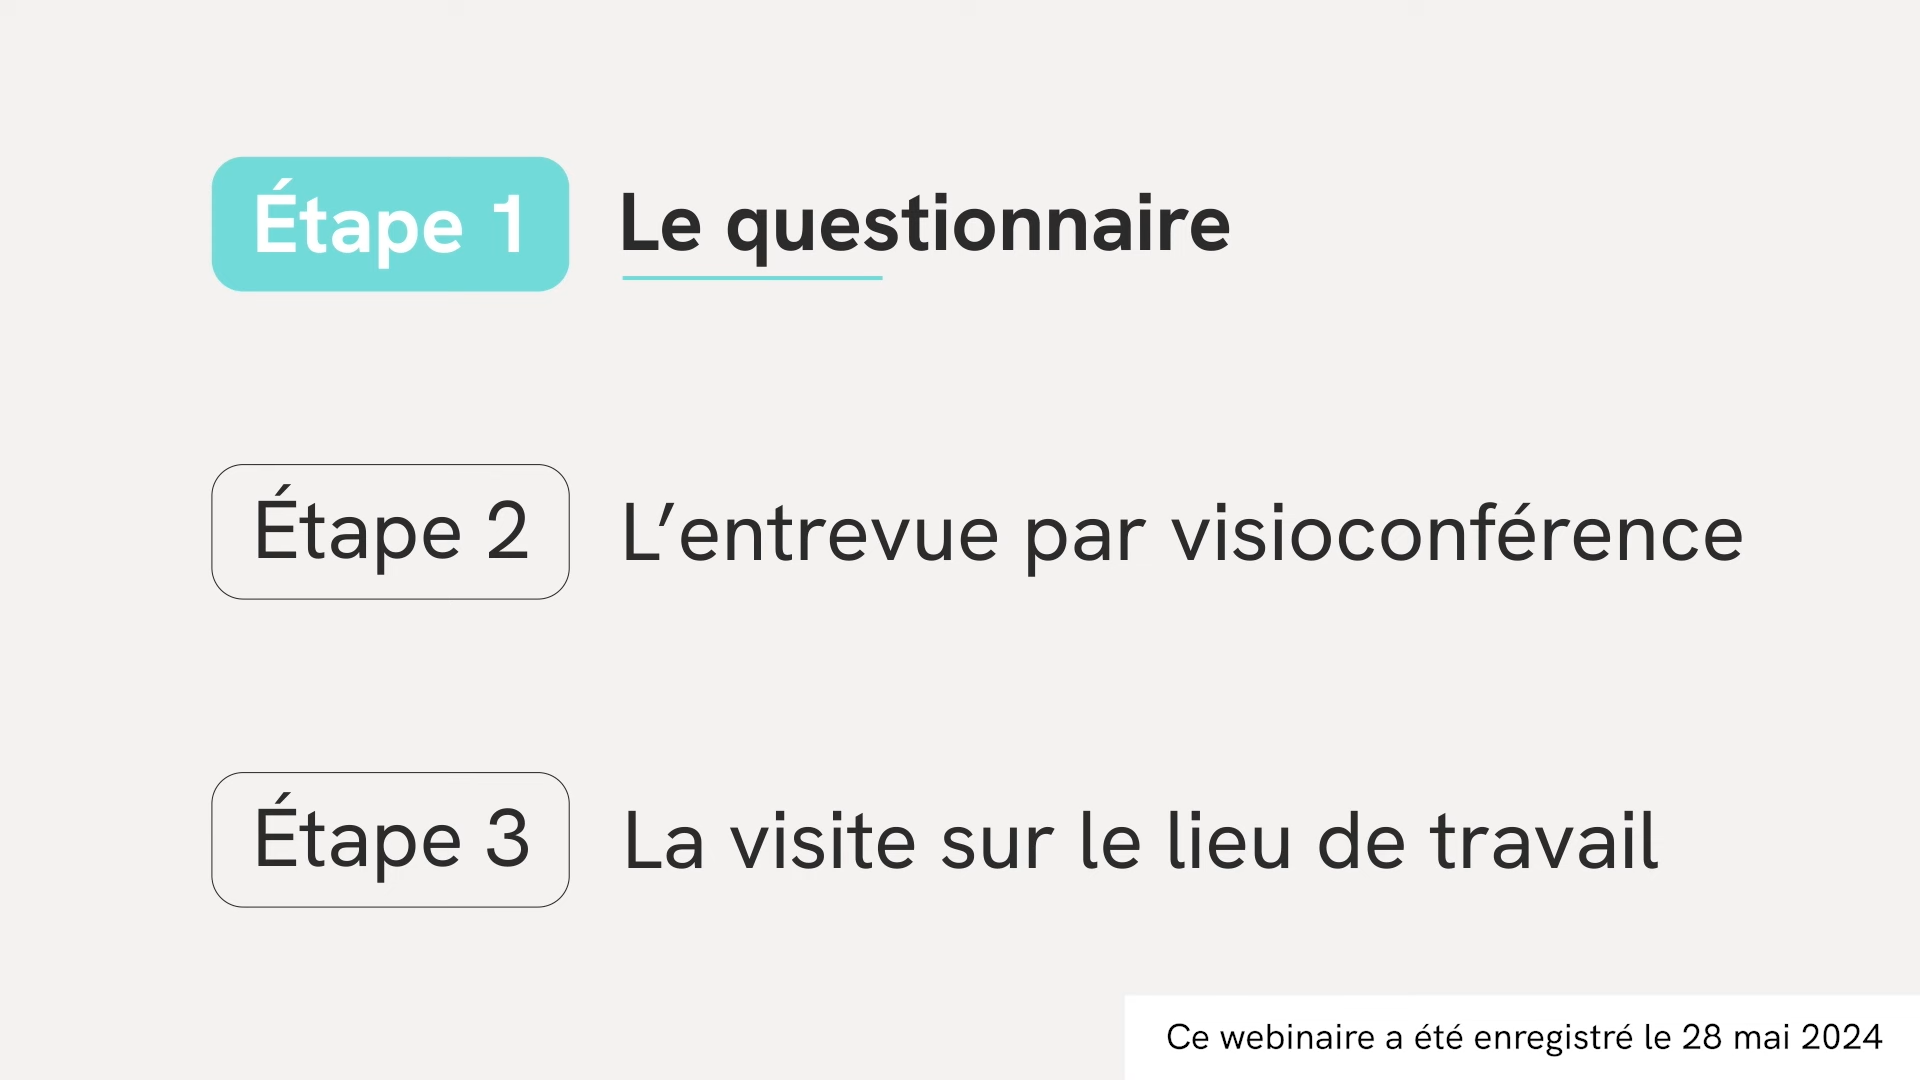 Étape 1 Le questionnaire
Étape 2 L’entrevue par visioconférence
Étape 3 La visite sur le lieu de travail
Ce webinaire a été enregistré le 28 mai 2024